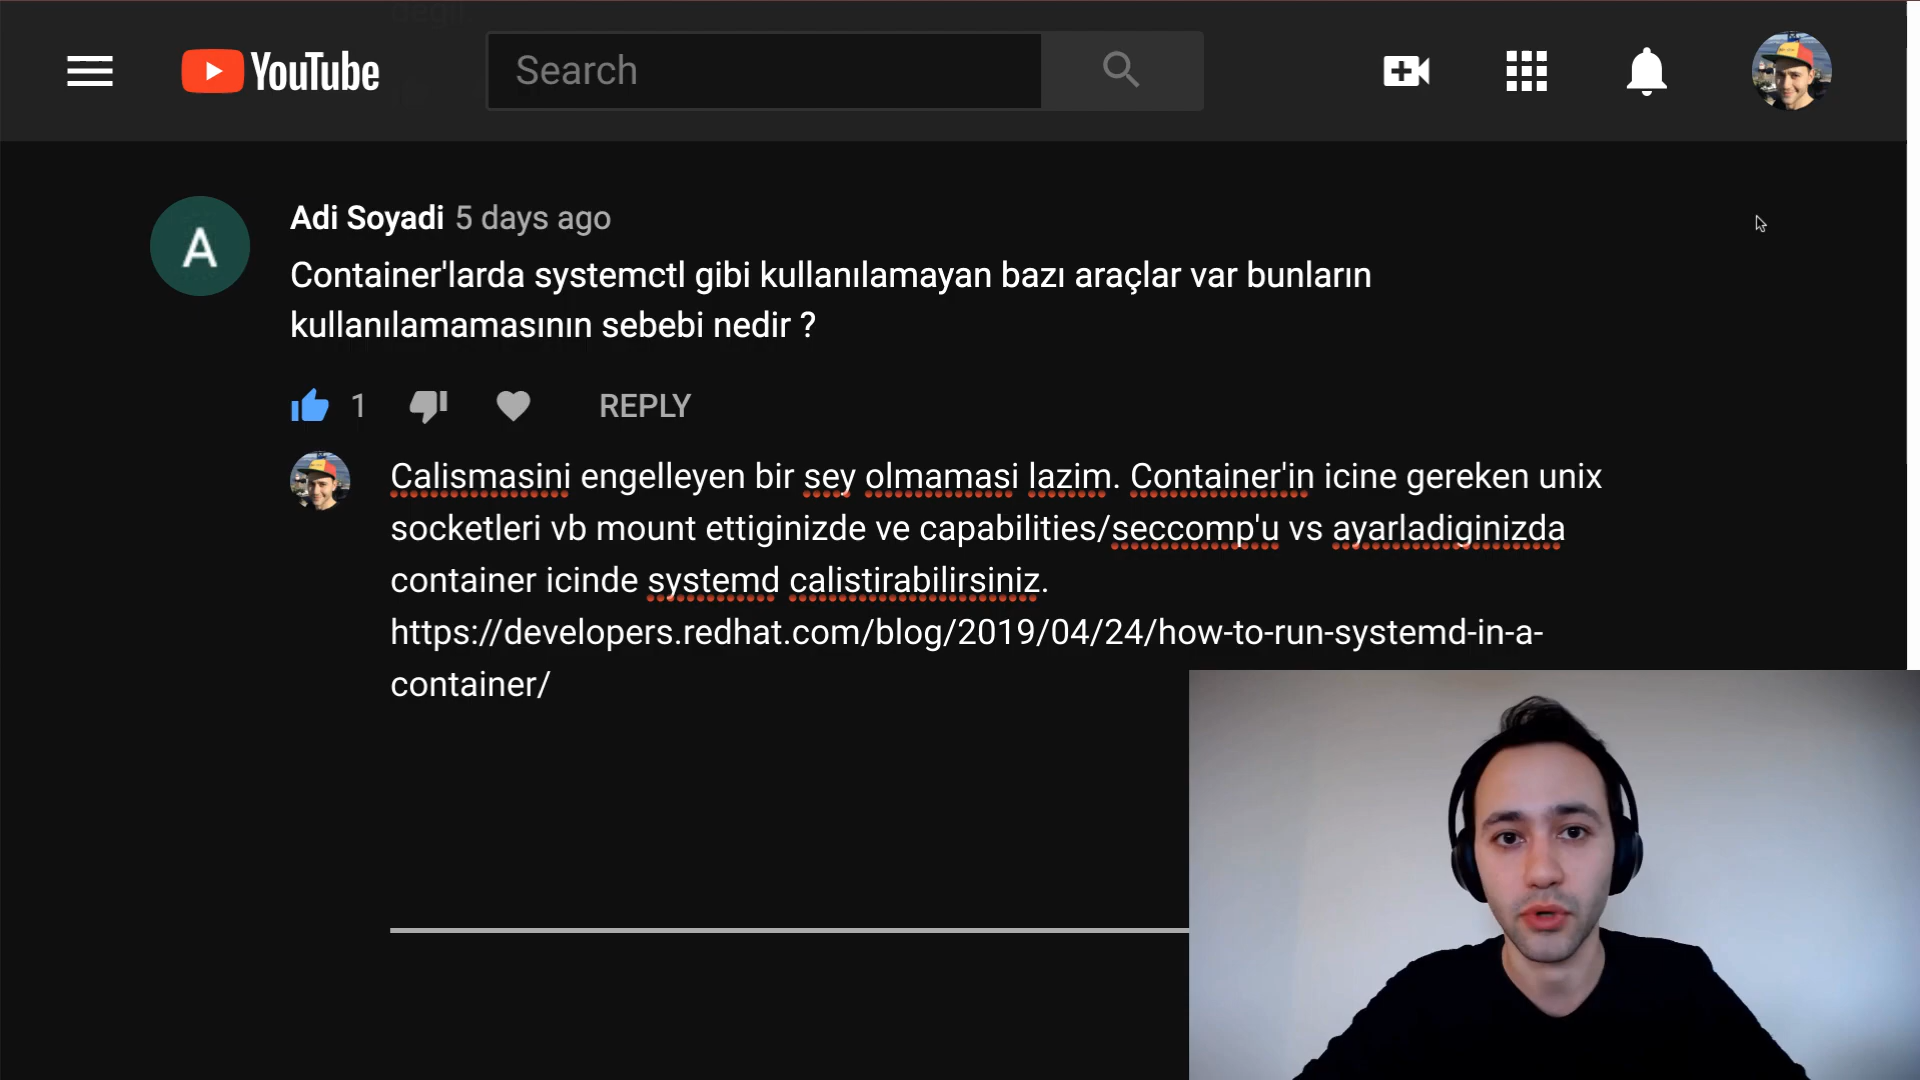 YouTube
Search
Adi Soyadi 5 days ago
Container'larda systemctl gibi kullanılamayan bazı araçlar var bunların
kullanılamamasının sebebi nedir ?
A
1
REPLY
Calismasini engelleyen bir sey olmamasi lazim. Container'in icine gereken unix
socketleri vb mount ettiginizde ve capabilities/seccomp'u vs ayarladiginizda
container icinde systemd calistirabilirsiniz.
https://developers.redhat.com/blog/2019/04/24/how-to-run-systemd-in-a-
container/